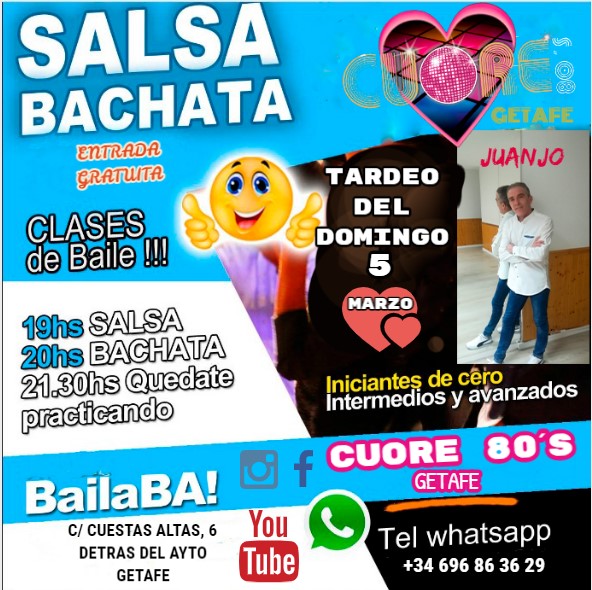 SALSA
BACHATA
ENTRADA
GRATUITA
CUORE 80´S
GETAFE
JUANJO
CLASES
de Baile !!!
TARDEO
DEL
DOMINGO
5
MARZO
19hs SALSA
20hs BACHATA
21.30hs Quedate
practicando
Iniciantes de cero
Intermedios y avanzados
CUORE 80´S
GETAFE
BailaBA!
C/ CUESTAS ALTAS, 6
DETRAS DEL AYTO
GETAFE
You
Tube
Tel whatsapp
+34 696 86 36 29